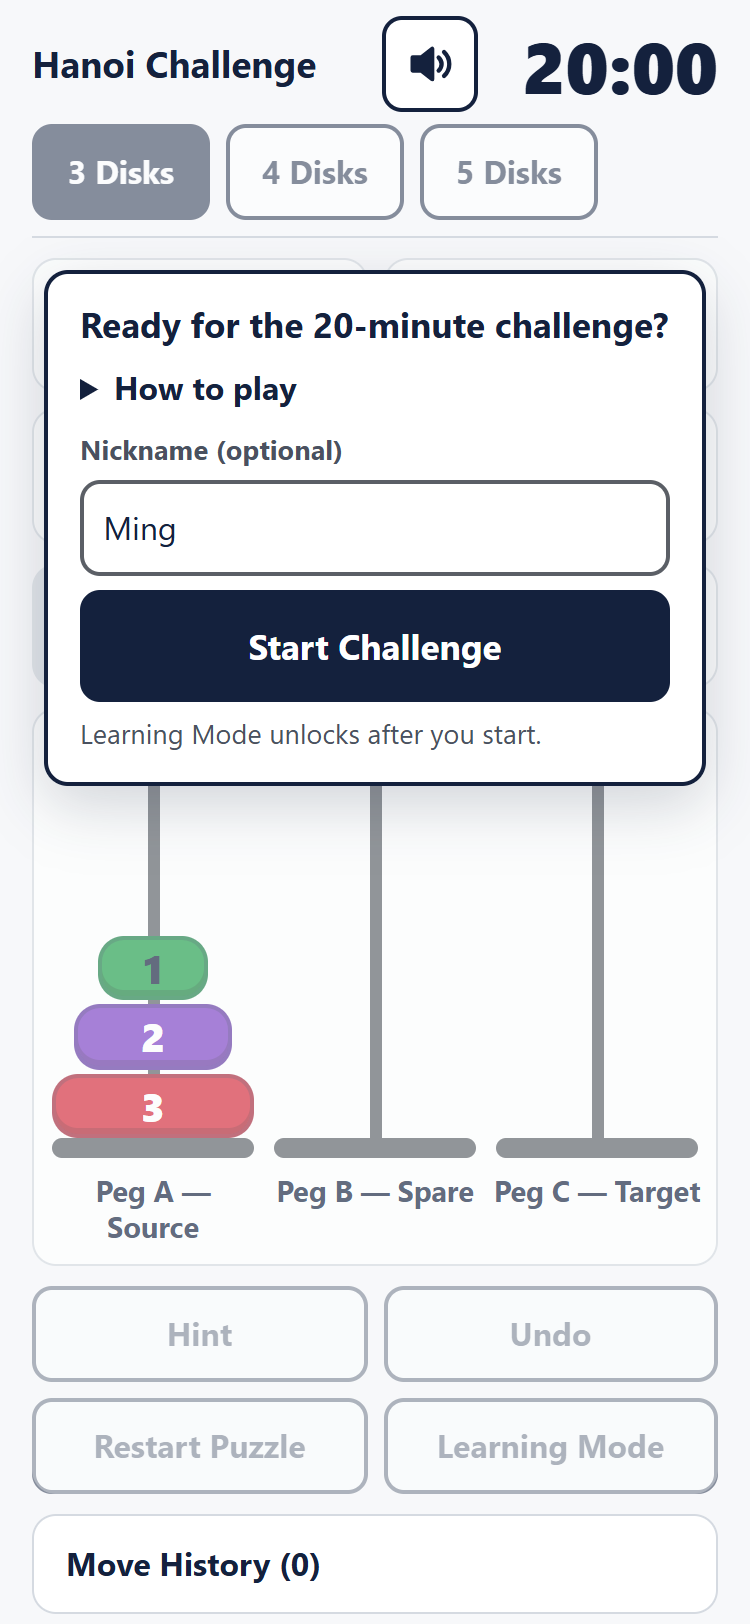 Hanoi Challenge
20:00
3 Disks
4 Disks
5 Disks
Ready for the 20-minute challenge?
How to play
Nickname (optional)
Ming
Start Challenge
Learning Mode unlocks after you start.
1
2
3
Peg A —
Source
Peg B — Spare
Peg C — Target
Hint
Undo
Restart Puzzle
Learning Mode
Move History (0)